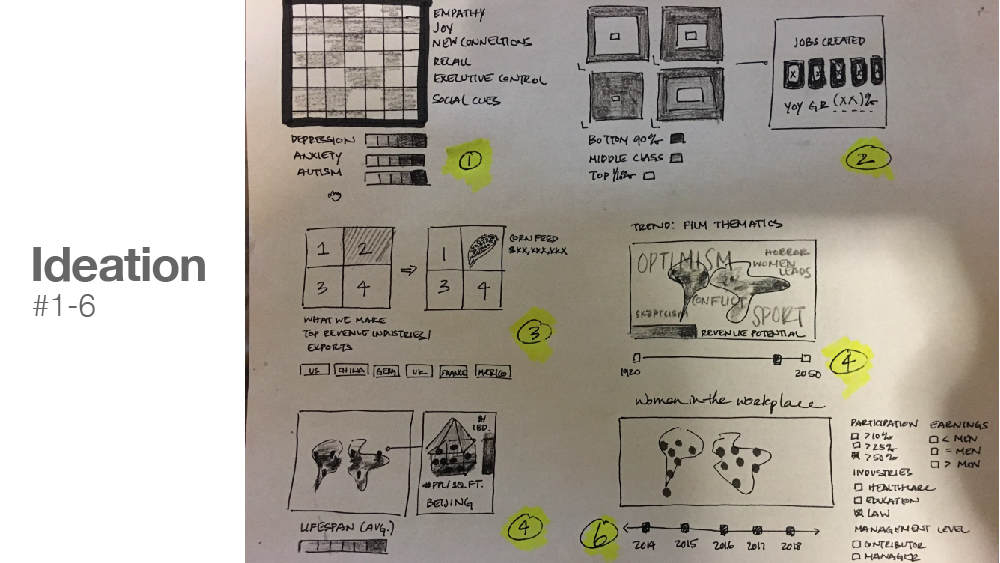 Ideation
#1-6
EMPATHY
JOY
NEW CONNECTIONS
RECALL
EXECUTIVE CONTROL
SOCIAL CUES
DEPRESSION
ANXIETY
AUTISM
1
BOTTOM 90%
MIDDLE CLASS
TOP 1%
JOBS CREATED
X X X X X
YOY GR (XX)%
2
1 2
3 4
1
3 4
CORN FEED
$XX,XXX,XXX
WHAT WE MAKE
TOP REVENUE INDUSTRIES/
EXPORTS
US CHINA GERM UK FRANCE MEXICO
3
TREND: FILM THEMATICS
OPTIMISM
HORROR
WOMEN
LEADS
CONFLICT
SKEPTICISM
SPORT
REVENUE POTENTIAL
1920
2050
4
LIFESPAN (AVG.)
#PPL/SQ FT.
BEIJING
4
women in the workplace
2014 2015 2016 2017 2018
6
PARTICIPATION
>10%
>25%
>50%
EARNINGS
< MEN
= MEN
> MEN
INDUSTRIES
HEALTHCARE
EDUCATION
LAW
MANAGEMENT LEVEL
CONTRIBUTOR
MANAGER